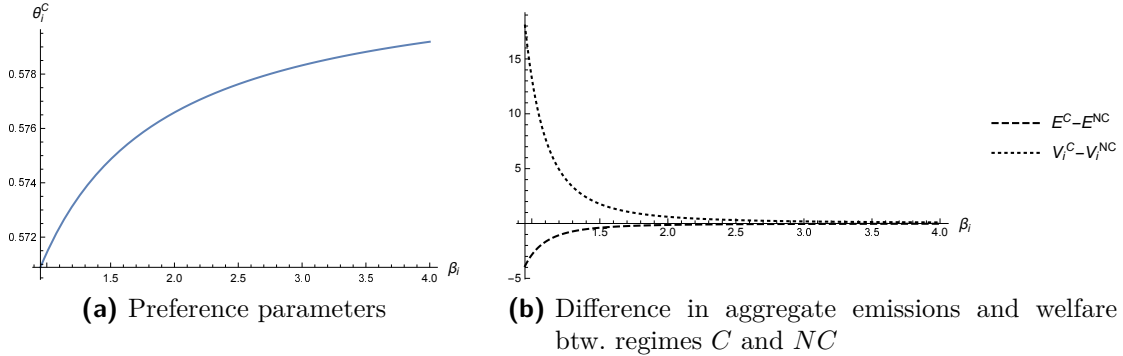 θ_i^C
0.578
0.576
0.574
0.572
1.5 2.0 2.5 3.0 3.5 4.0 β_i
(a) Preference parameters
15
10
5
1.5 2.0 2.5 3.0 3.5 4.0 β_i
−5
E^C−E^NC
V_i^C−V_i^NC
(b) Difference in aggregate emissions and welfare
btw. regimes C and NC